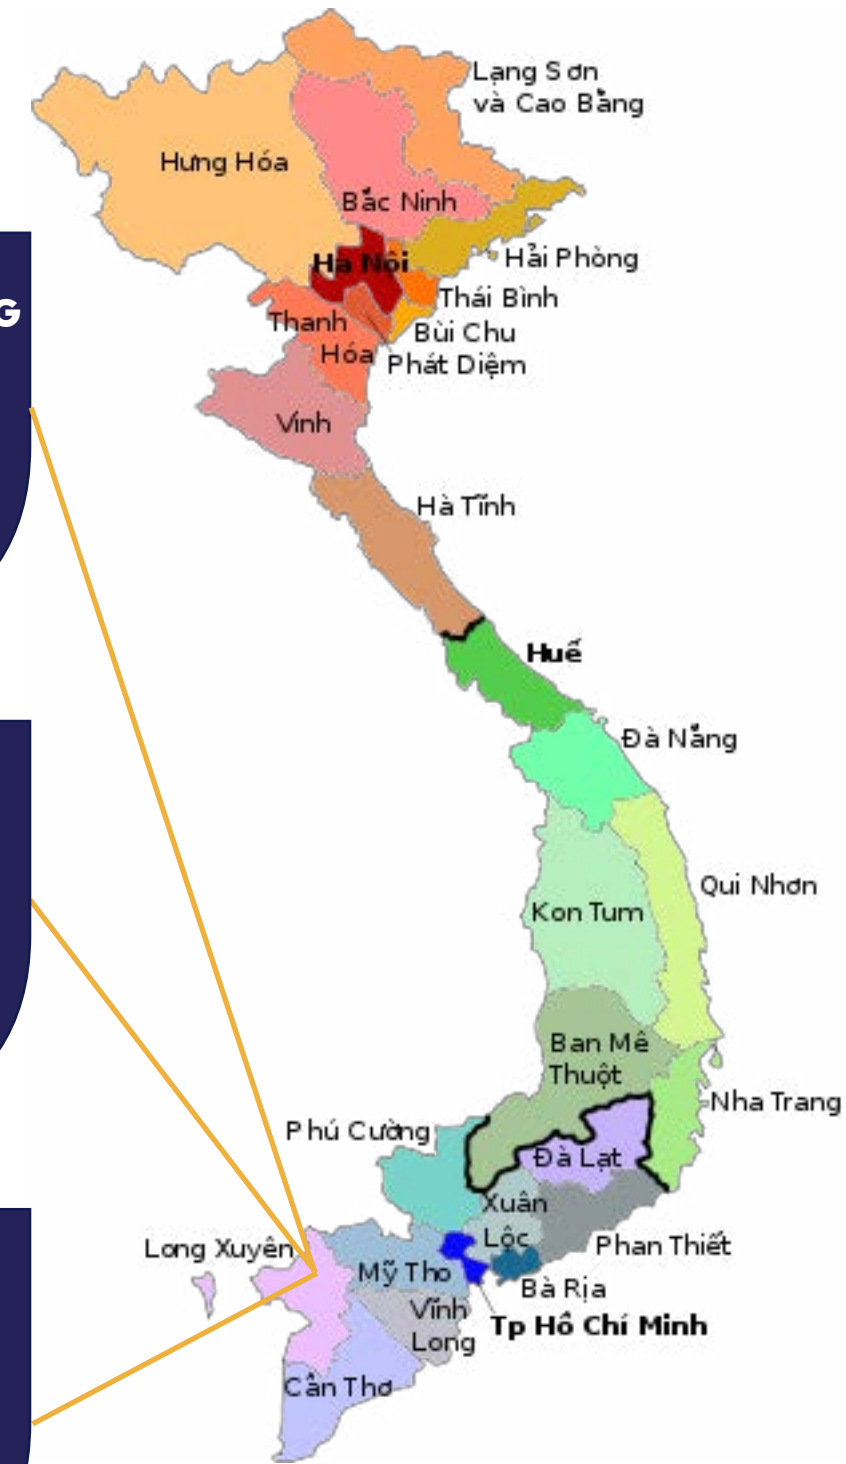 Lạng Sơn
và Cao Bằng
Hưng Hóa
Bắc Ninh
Hà Nội
Hải Phòng
Thái Bình
Thanh
Hóa
Bùi Chu
Phát Diệm
Vinh
Hà Tĩnh
Huế
Đà Nẵng
Qui Nhơn
Kon Tum
Ban Mê
Thuột
Nha Trang
Phú Cường
Đà Lạt
Xuân
Lộc
Phan Thiết
Long Xuyên
Mỹ Tho
Bà Rịa
Vĩnh
Long
Tp Hồ Chí Minh
Cần Thơ